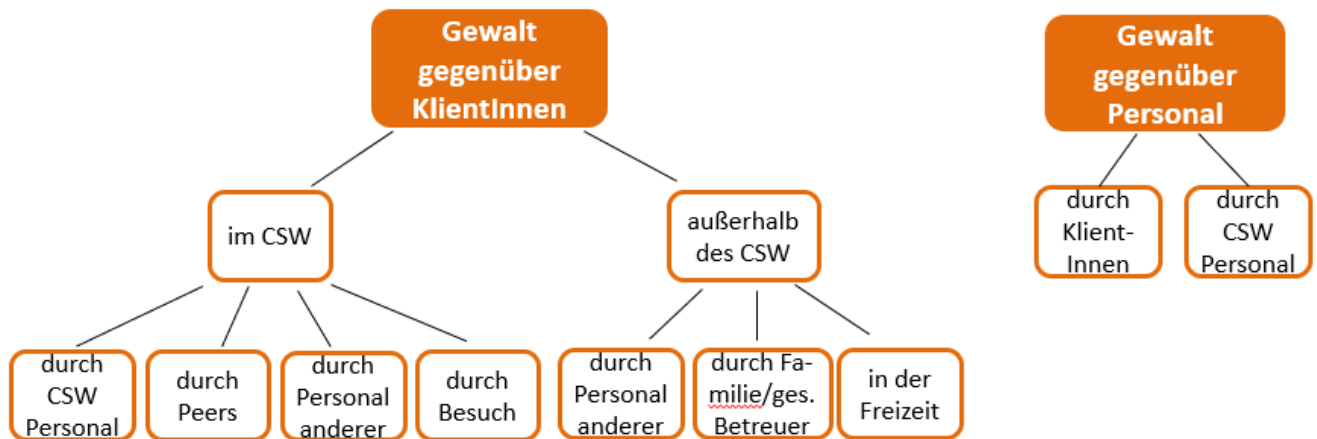 Gewalt
gegenüber
KlientInnen
Gewalt
gegenüber
Personal
im CSW
außerhalb
des CSW
durch
Klient-
Innen
durch
CSW
Personal
durch
CSW
Personal
durch
Peers
durch
Personal
anderer
durch
Besuch
durch
Personal
anderer
durch Fa-
milie/ges.
Betreuer
in der
Freizeit